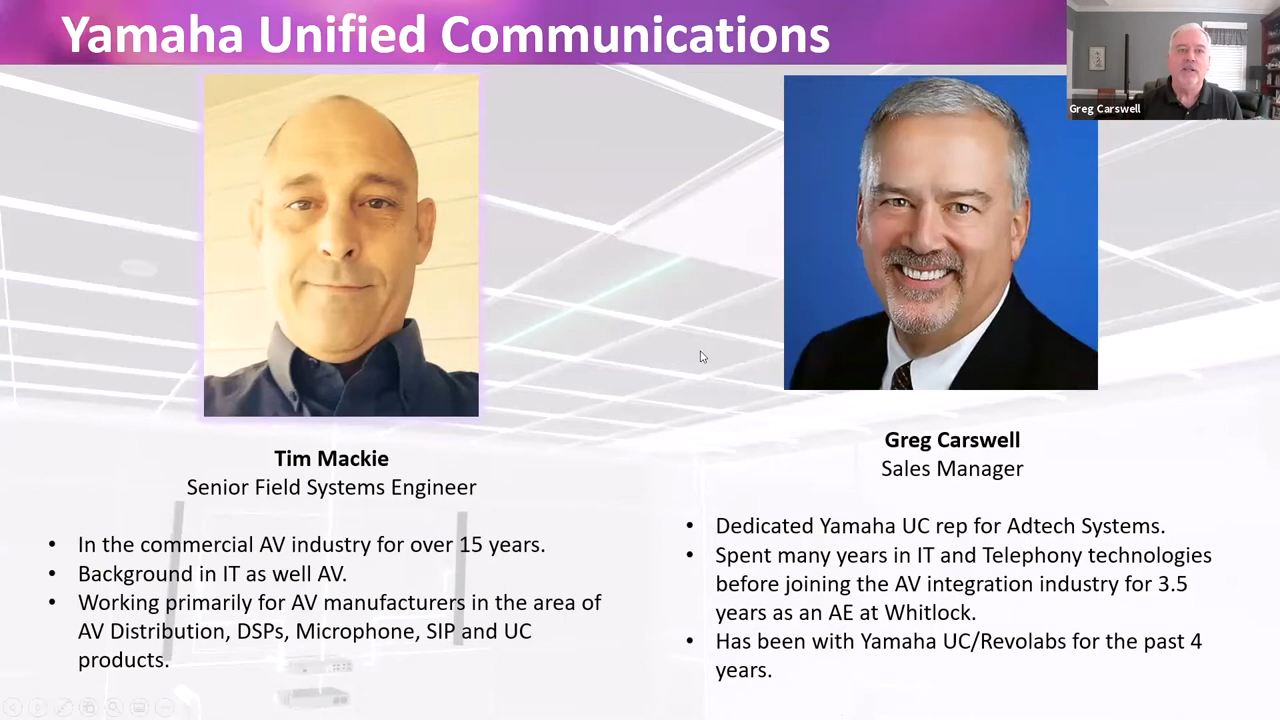 Yamaha Unified Communications
Greg Carswell
Tim Mackie
Senior Field Systems Engineer
• In the commercial AV industry for over 15 years.
• Background in IT as well AV.
• Working primarily for AV manufacturers in the area of
AV Distribution, DSPs, Microphone, SIP and UC
products.
Greg Carswell
Sales Manager
• Dedicated Yamaha UC rep for Adtech Systems.
• Spent many years in IT and Telephony technologies
before joining the AV integration industry for 3.5
years as an AE at Whitlock.
• Has been with Yamaha UC/Revolabs for the past 4
years.